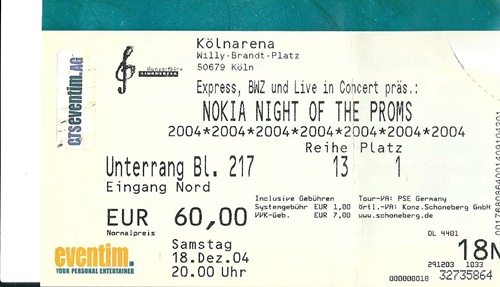 Kölnarena
Willy-Brandt-Platz
50679 Köln
Konzertbüro
SCHONEBERG
ctseventim.AG
Express, BWZ und Live in Concert präs.:
NOKIA NIGHT OF THE PROMS
2004*2004*2004*2004*2004*2004*2004*2004
Reihe Platz
Unterrang Bl. 217 13 1
Eingang Nord
EUR 60,00
Normalpreis
Inclusive Gebühren
Systemgebühr EUR 1,00
VVK-Geb. EUR 7,00
Tour-VA: PSE Germany
örtl.-VA: Konz.Schoneberg GmbH
www.schoneberg.de
Samstag
18.Dez.04
20.00 Uhr
eventim.
YOUR PERSONAL ENTERTAINER
DL 4401
18N
291203 1033
000000018 32735864